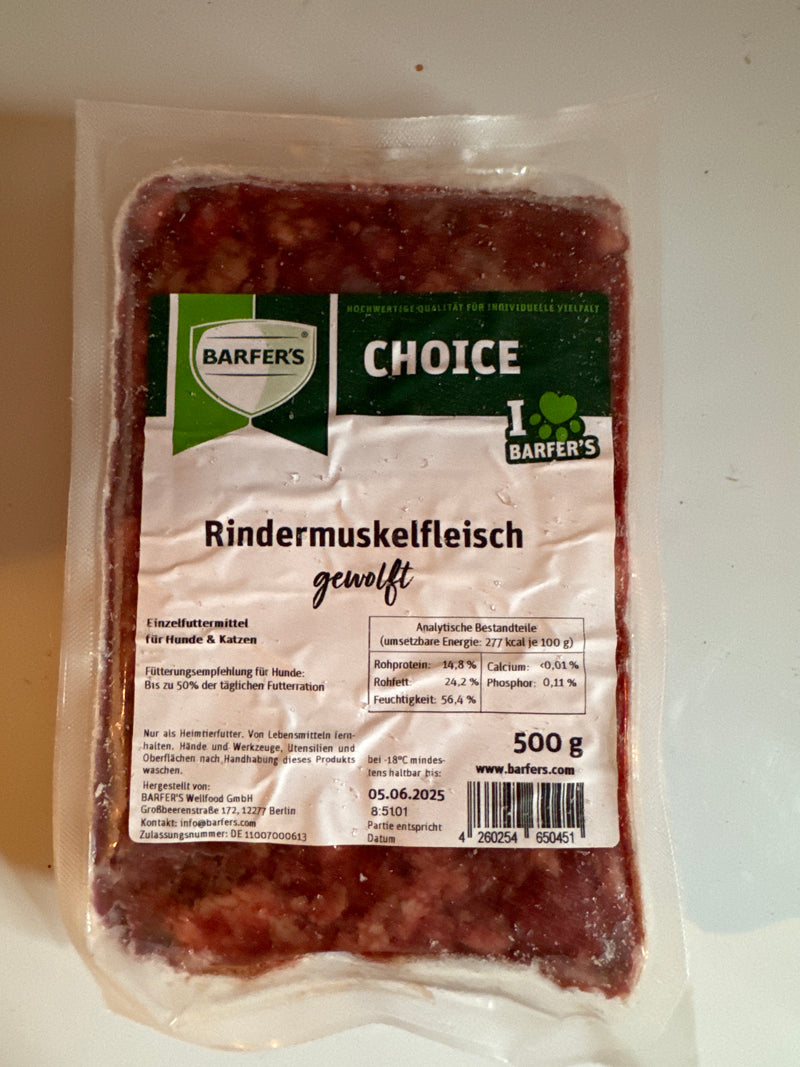 HOCHWERTIGE QUALITÄT FÜR INDIVIDUELLE VIELFALT
BARFER'S®
CHOICE
I
BARFER'S
Rindermuskelfleisch
gewolft
Einzelfuttermittel
für Hunde & Katzen
Fütterungsempfehlung für Hunde:
Bis zu 50% der täglichen Futterration
Analytische Bestandteile
(umsetzbare Energie: 277 kcal je 100 g)
Rohprotein: 14,8 % Calcium: <0,01 %
Rohfett: 24,2 % Phosphor: 0,11 %
Feuchtigkeit: 56,4 %
Nur als Heimtierfutter. Von Lebensmitteln fern-
halten. Hände und Werkzeuge, Utensilien und
Oberflächen nach Handhabung dieses Produkts
waschen.
Hergestellt von:
BARFER'S Wellfood GmbH
Großbeerenstraße 172, 12277 Berlin
Kontakt: info@barfers.com
Zulassungsnummer: DE 11007000613
bei -18°C mindes-
tens haltbar bis:
05.06.2025
8:51 01
Partie entspricht
Datum
500 g
www.barfers.com
4 260254 650451